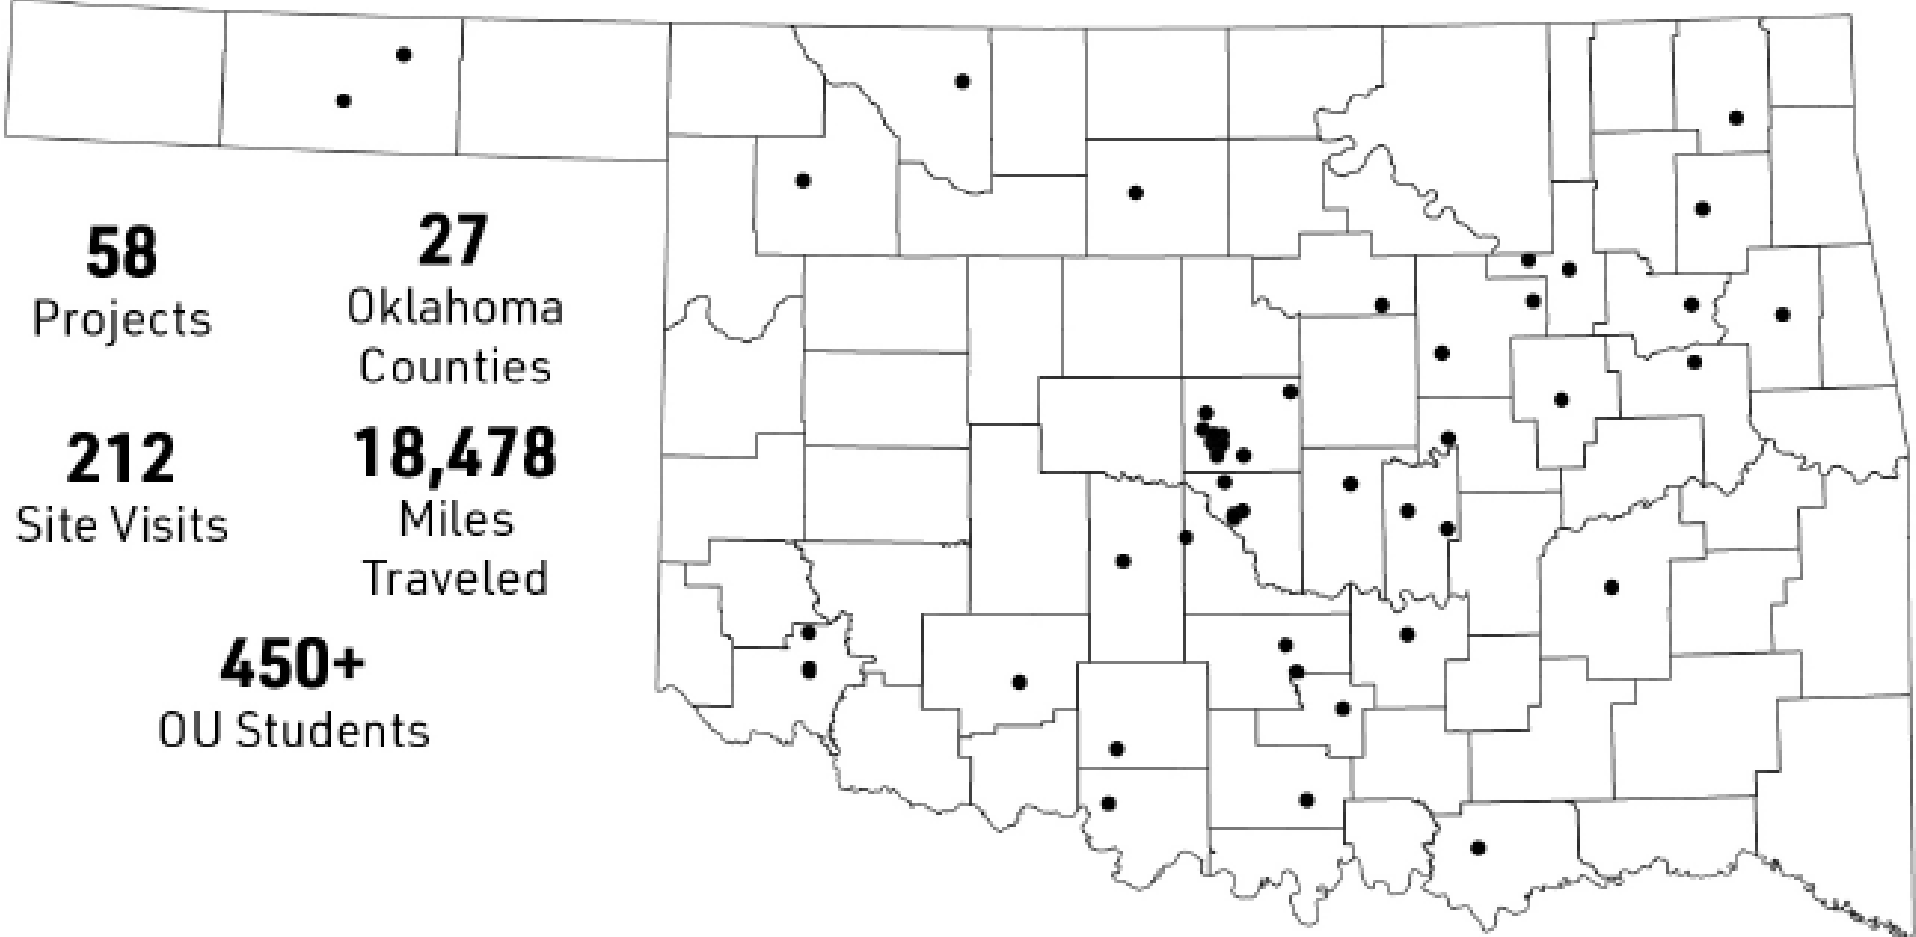 58
Projects
27
Oklahoma
Counties
212
Site Visits
18,478
Miles
Traveled
450+
OU Students